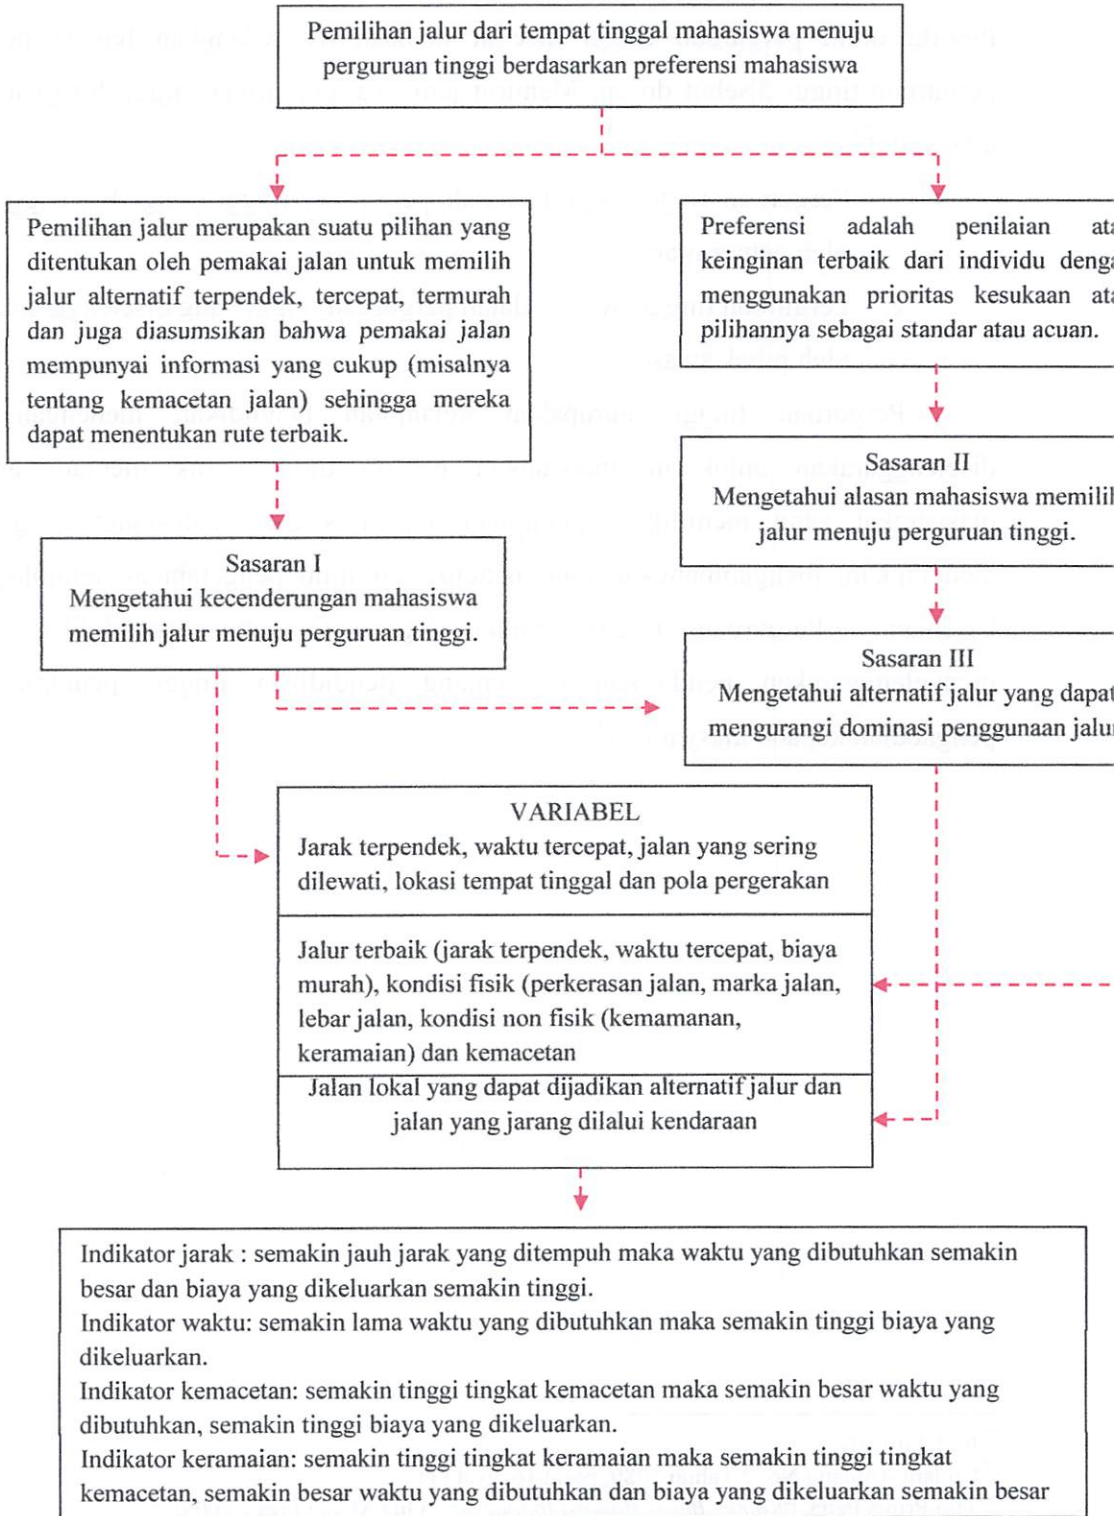 Pemilihan jalur dari tempat tinggal mahasiswa menuju
perguruan tinggi berdasarkan preferensi mahasiswa
Pemilihan jalur merupakan suatu pilihan yang
ditentukan oleh pemakai jalan untuk memilih
jalur alternatif terpendek, tercepat, termurah
dan juga diasumsikan bahwa pemakai jalan
mempunyai informasi yang cukup (misalnya
tentang kemacetan jalan) sehingga mereka
dapat menentukan rute terbaik.
Preferensi adalah penilaian ata
keinginan terbaik dari individu denga
menggunakan prioritas kesukaan ata
pilihannya sebagai standar atau acuan.
Sasaran II
Mengetahui alasan mahasiswa memilih
jalur menuju perguruan tinggi.
Sasaran I
Mengetahui kecenderungan mahasiswa
memilih jalur menuju perguruan tinggi.
Sasaran III
Mengetahui alternatif jalur yang dapat
mengurangi dominasi penggunaan jalur
VARIABEL
Jarak terpendek, waktu tercepat, jalan yang sering
dilewati, lokasi tempat tinggal dan pola pergerakan
Jalur terbaik (jarak terpendek, waktu tercepat, biaya
murah), kondisi fisik (perkerasan jalan, marka jalan,
lebar jalan, kondisi non fisik (kemamanan,
keramaian) dan kemacetan
Jalan lokal yang dapat dijadikan alternatif jalur dan
jalan yang jarang dilalui kendaraan
Indikator jarak : semakin jauh jarak yang ditempuh maka waktu yang dibutuhkan semakin
besar dan biaya yang dikeluarkan semakin tinggi.
Indikator waktu: semakin lama waktu yang dibutuhkan maka semakin tinggi biaya yang
dikeluarkan.
Indikator kemacetan: semakin tinggi tingkat kemacetan maka semakin besar waktu yang
dibutuhkan, semakin tinggi biaya yang dikeluarkan.
Indikator keramaian: semakin tinggi tingkat keramaian maka semakin tinggi tingkat
kemacetan, semakin besar waktu yang dibutuhkan dan biaya yang dikeluarkan semakin besar